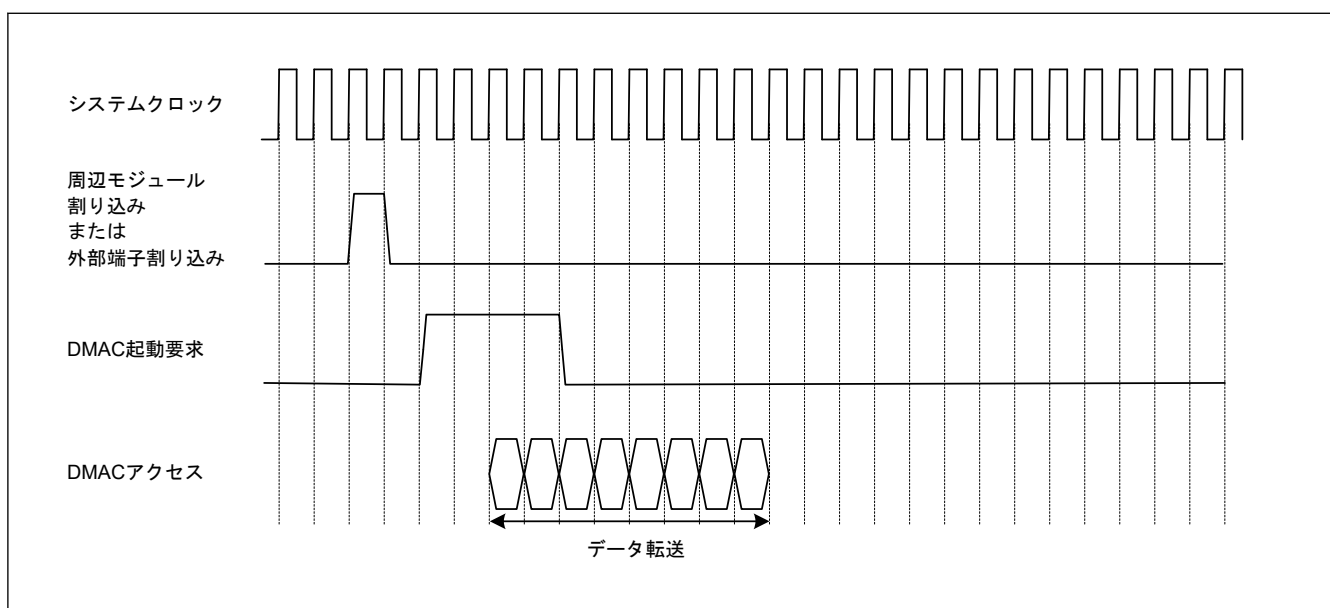 システムクロック
周辺モジュール
割り込み
または
外部端子割り込み
DMAC起動要求
DMACアクセス
データ転送